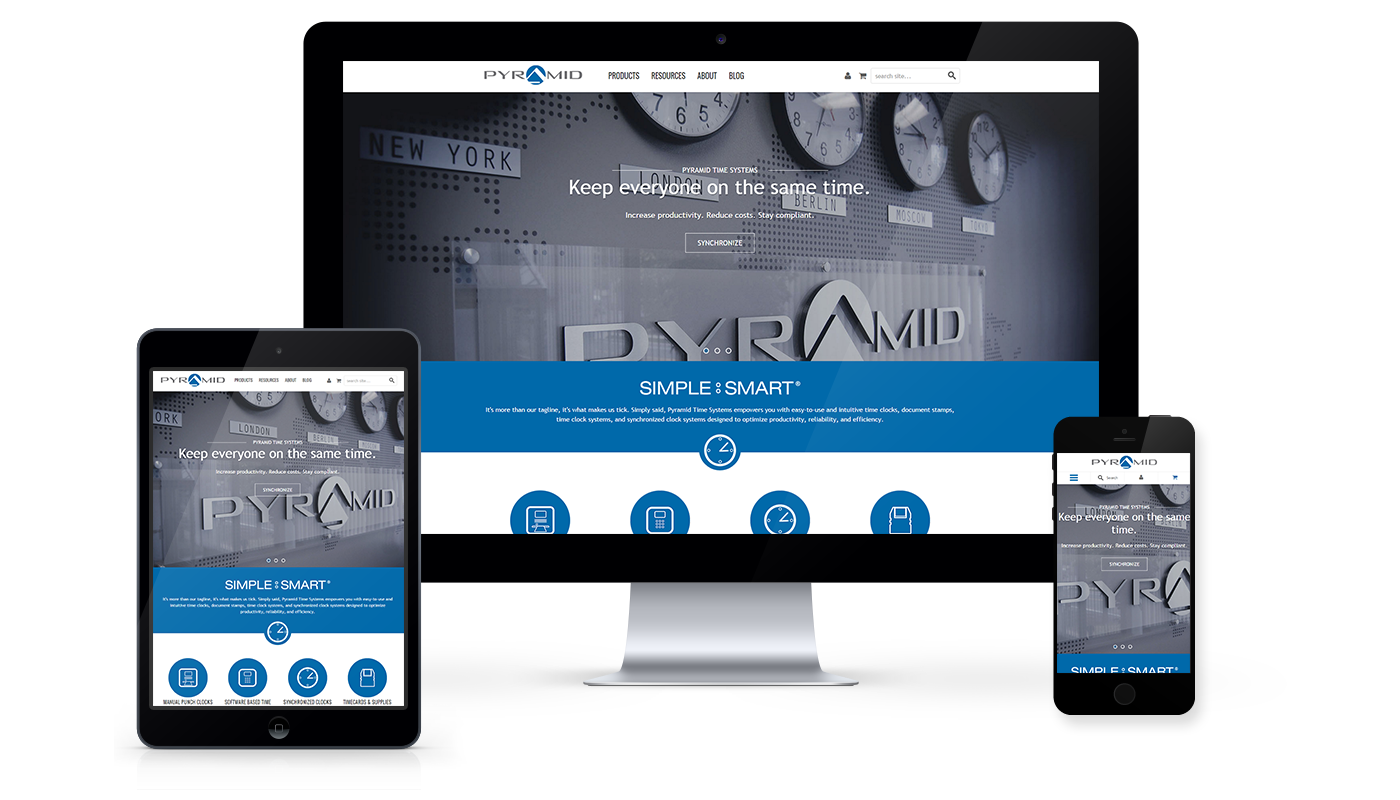 PYRAMID PRODUCTS RESOURCES ABOUT BLOG search site...
NEW YORK
LONDON
BERLIN
MOSCOW
TOKYO
PYRAMID TIME SYSTEMS
Keep everyone on the same time.
Increase productivity. Reduce costs. Stay compliant.
SYNCHRONIZE
PYRAMID
SIMPLE SMART®
It's more than our tagline, it's what makes us tick. Simply said, Pyramid Time Systems empowers you with easy-to-use and intuitive time clocks, document stamps,
time clock systems, and synchronized clock systems designed to optimize productivity, reliability, and efficiency.
PYRAMID PRODUCTS RESOURCES ABOUT BLOG search site...
YORK
LONDON
BERLIN
MOSCOW
PYRAMID TIME SYSTEMS
Keep everyone on the same time.
Increase productivity. Reduce costs. Stay compliant.
SYNCHRONIZE
PYRAMID
SIMPLE SMART®
It's more than our tagline, it's what makes us tick. Simply said, Pyramid Time Systems empowers you with easy-to-use and
intuitive time clocks, document stamps, time clock systems, and synchronized clock systems designed to optimize
productivity, reliability, and efficiency.
MANUAL PUNCH CLOCKS SOFTWARE BASED TIME SYNCHRONIZED CLOCKS TIMECARDS & SUPPLIES
PYRAMID
Search
PYRAMID TIME SYSTEMS
Keep everyone on the same
time.
Increase productivity. Reduce costs. Stay compliant.
SYNCHRONIZE
PYRA
SIMPLE SMART®